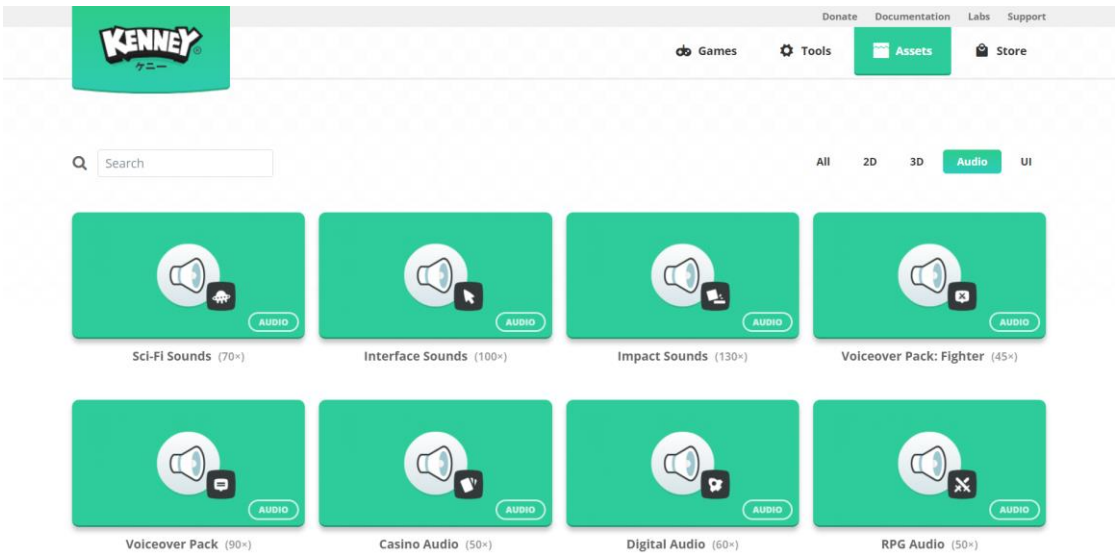 Donate Documentation Labs Support
KENNEY®
ケニー
Games Tools Assets Store
Search
All 2D 3D Audio UI
AUDIO AUDIO AUDIO AUDIO
Sci-Fi Sounds (70×) Interface Sounds (100×) Impact Sounds (130×) Voiceover Pack: Fighter (45×)
AUDIO AUDIO AUDIO AUDIO
Voiceover Pack (90×) Casino Audio (50×) Digital Audio (60×) RPG Audio (50×)